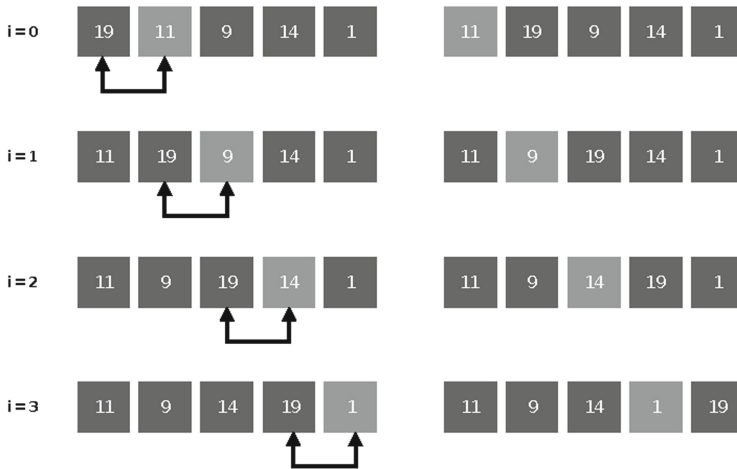 i=0 19 11 9 14 1 11 19 9 14 1
i=1 11 19 9 14 1 11 9 19 14 1
i=2 11 9 19 14 1 11 9 14 19 1
i=3 11 9 14 19 1 11 9 14 1 19